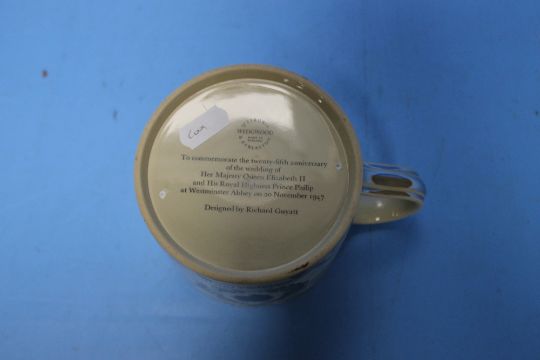 WEDGWOOD
To commemorate the twenty-fifth anniversary
of the wedding of
Her Majesty Queen Elizabeth II
and His Royal Highness Prince Philip
at Westminster Abbey on 20 November 1947
Designed by Richard Guyatt